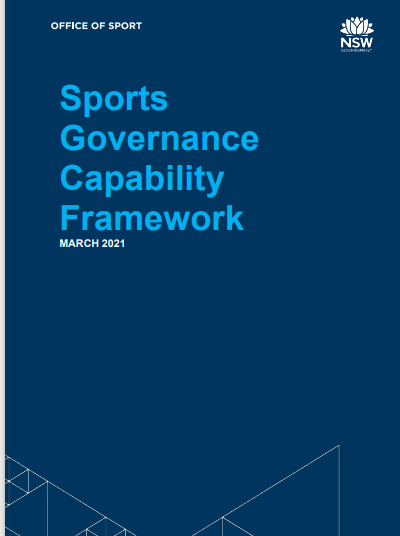 OFFICE OF SPORT
NSW
GOVERNMENT
Sports
Governance
Capability
Framework
MARCH 2021